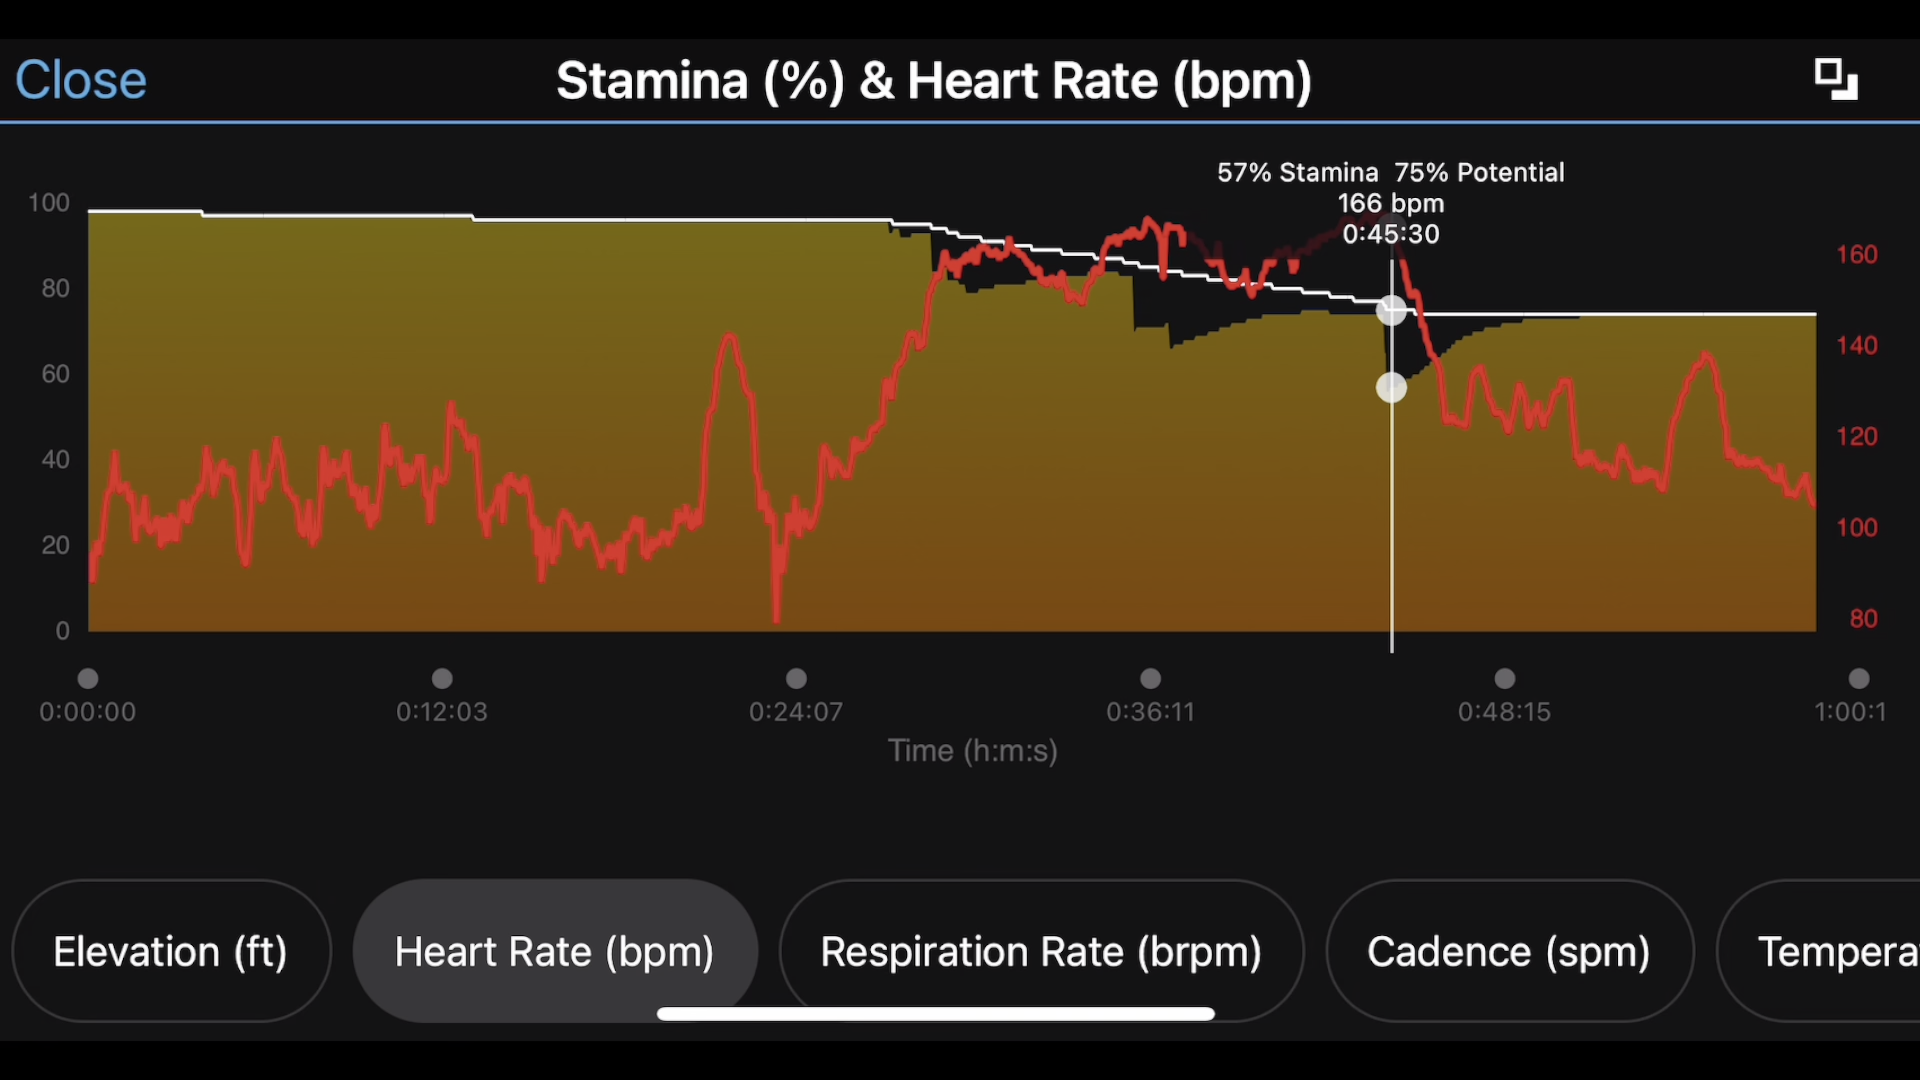 Close
Stamina (%) & Heart Rate (bpm)
57% Stamina 75% Potential
166 bpm
0:45:30
100
80
60
40
20
0
160
140
120
100
80
0:00:00
0:12:03
0:24:07
0:36:11
0:48:15
1:00:1
Time (h:m:s)
Elevation (ft)
Heart Rate (bpm)
Respiration Rate (brpm)
Cadence (spm)
Tempera